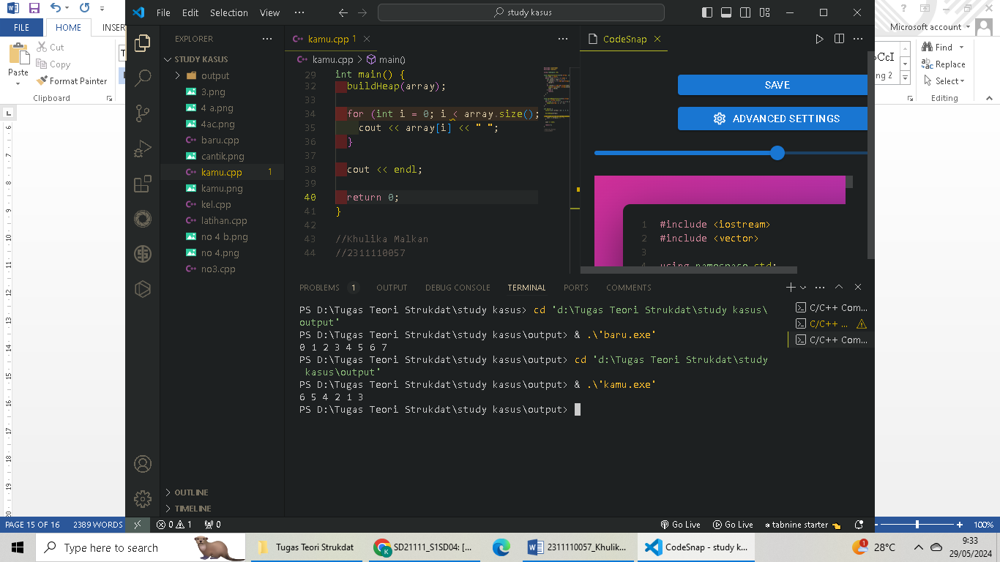 File Edit Selection View ··· study kasus
FILE HOME INSER
Cut
Copy
Format Painter
Paste
Clipboard
Microsoft account
Find
Replace
Select
Editing
EXPLORER
STUDY KASUS
output
3.png
4 a.png
4ac.png
baru.cpp
cantik.png
kamu.cpp 1
kamu.png
kel.cpp
latihan.cpp
no 4 b.png
no 4.png
no3.cpp
OUTLINE
TIMELINE
kamu.cpp 1
kamu.cpp > main()
29 int main() {
32 buildHeap(array);
33
34 for (int i = 0; i < array.size();
35 cout << array[i] << " ";
36 }
37
38 cout << endl;
39
40 return 0;
41 }
42
43 //Khulika Malkan
44 //2311110057
CodeSnap
SAVE
ADVANCED SETTINGS
1 #include <iostream>
2 #include <vector>
3
4 using namespace std;
PROBLEMS 1 OUTPUT DEBUG CONSOLE TERMINAL PORTS COMMENTS
PS D:\Tugas Teori Strukdat\study kasus> cd 'd:\Tugas Teori Strukdat\study kasus\
output'
PS D:\Tugas Teori Strukdat\study kasus\output> & .\'baru.exe'
0 1 2 3 4 5 6 7
PS D:\Tugas Teori Strukdat\study kasus\output> cd 'd:\Tugas Teori Strukdat\study
kasus\output'
PS D:\Tugas Teori Strukdat\study kasus\output> & .\'kamu.exe'
6 5 4 2 1 3
PS D:\Tugas Teori Strukdat\study kasus\output>
C/C++ Com...
C/C++ ...
C/C++ Com...
PAGE 15 OF 16 2389 WORDS
0 1 0 Go Live Go Live tabnine starter
100%
Type here to search
Tugas Teori Strukdat
SD21111_S1SD04: [...
2311110057_Khulik...
CodeSnap - study k...
1 28°C
9:33
29/05/2024